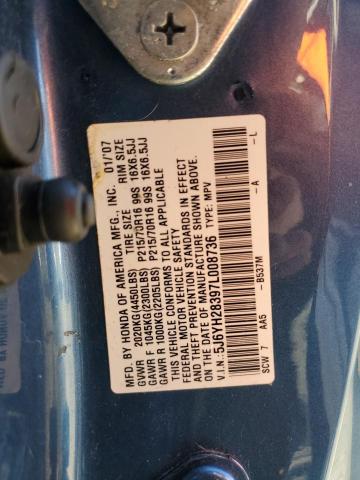 MFD. BY HONDA OF AMERICA MFG., INC. 01/'07
TIRE SIZE RIM SIZE
GVWR 2020KG(4450LBS)
GAWR F 1045KG(2300LBS) P215/70R16 99S 16X6.5JJ
GAWR R 1000KG(2205LBS) P215/70R16 99S 16X6.5JJ
THIS VEHICLE CONFORMS TO ALL APPLICABLE
FEDERAL MOTOR VEHICLE SAFETY
AND THEFT PREVENTION STANDARDS IN EFFECT
ON THE DATE OF MANUFACTURE SHOWN ABOVE.
V.I.N.: 5J6YH28397L008736 TYPE: MPV
SCW 7 AA5 -B537M -A -L